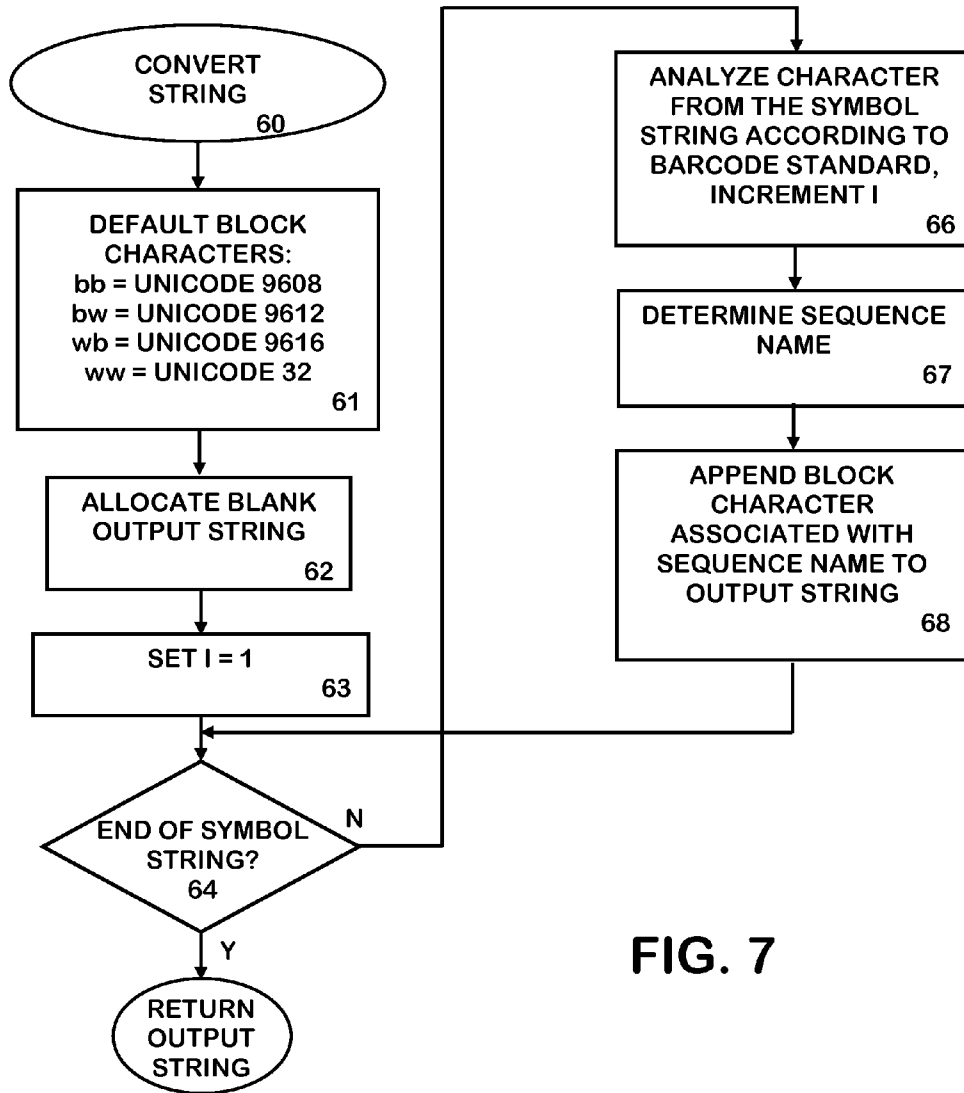 CONVERT
STRING
60
DEFAULT BLOCK
CHARACTERS:
bb = UNICODE 9608
bw = UNICODE 9612
wb = UNICODE 9616
ww = UNICODE 32
61
ALLOCATE BLANK
OUTPUT STRING
62
SET I = 1
63
END OF SYMBOL
STRING?
64
N
Y
RETURN
OUTPUT
STRING
ANALYZE CHARACTER
FROM THE SYMBOL
STRING ACCORDING TO
BARCODE STANDARD,
INCREMENT I
66
DETERMINE SEQUENCE
NAME
67
APPEND BLOCK
CHARACTER
ASSOCIATED WITH
SEQUENCE NAME TO
OUTPUT STRING
68
FIG. 7